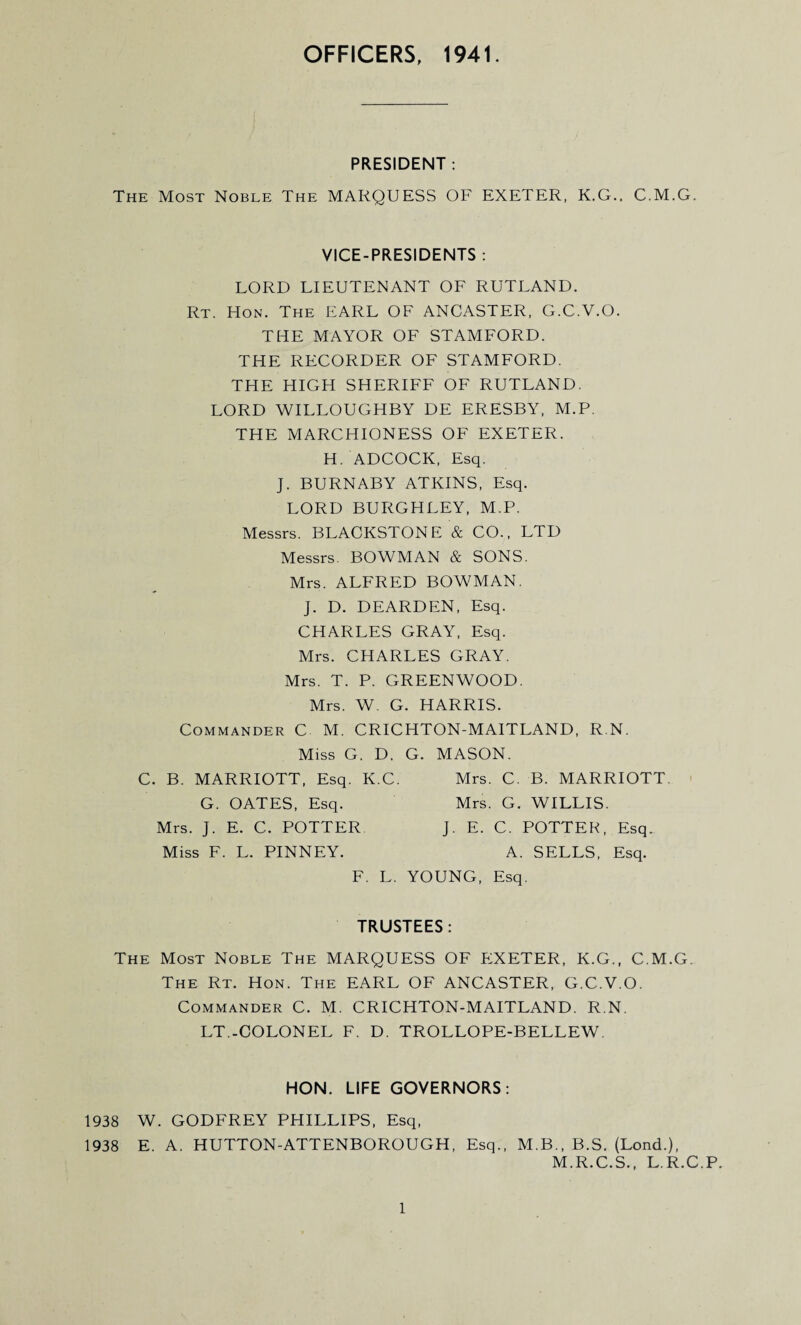 OFFICERS, 1941.
PRESIDENT:
The Most Noble The MARQUESS OF EXETER, K.G., C.M.G.
VICE-PRESIDENTS:
LORD LIEUTENANT OF RUTLAND.
Rt. Hon. The EARL OF ANCASTER, G.C.V.O.
THE MAYOR OF STAMFORD.
THE RECORDER OF STAMFORD.
THE HIGH SHERIFF OF RUTLAND.
LORD WILLOUGHBY DE ERESBY, M.P.
THE MARCHIONESS OF EXETER.
H. ADCOCK, Esq.
J. BURNABY ATKINS, Esq.
LORD BURGHLEY, M.P.
Messrs. BLACKSTONE & CO., LTD
Messrs. BOWMAN & SONS.
Mrs. ALFRED BOWMAN.
J. D. DEARDEN, Esq.
CHARLES GRAY, Esq.
Mrs. CHARLES GRAY.
Mrs. T. P. GREENWOOD.
Mrs. W. G. HARRIS.
Commander C. M. CRICHTON-MAITLAND, R.N.
Miss G. D. G. MASON.
C. B. MARRIOTT, Esq. K.C. Mrs. C. B. MARRIOTT.
G. OATES, Esq. Mrs. G. WILLIS.
Mrs. J. E. C. POTTER. J. E. C. POTTER, Esq.
Miss F. L. PINNEY. A. SELLS, Esq.
F. L. YOUNG, Esq.
TRUSTEES:
The Most Noble The MARQUESS OF EXETER, K.G., C.M.G.
The Rt. Hon. The EARL OF ANCASTER, G.C.V.O.
Commander C. M. CRICHTON-MAITLAND. R.N.
LT.-COLONEL F. D. TROLLOPE-BELLEW.
HON. LIFE GOVERNORS:
1938 W. GODFREY PHILLIPS, Esq,
1938 E. A. HUTTON-ATTENBOROUGH, Esq., M.B., B.S. (Lond.),
M.R.C.S., L.R.C.P.
1